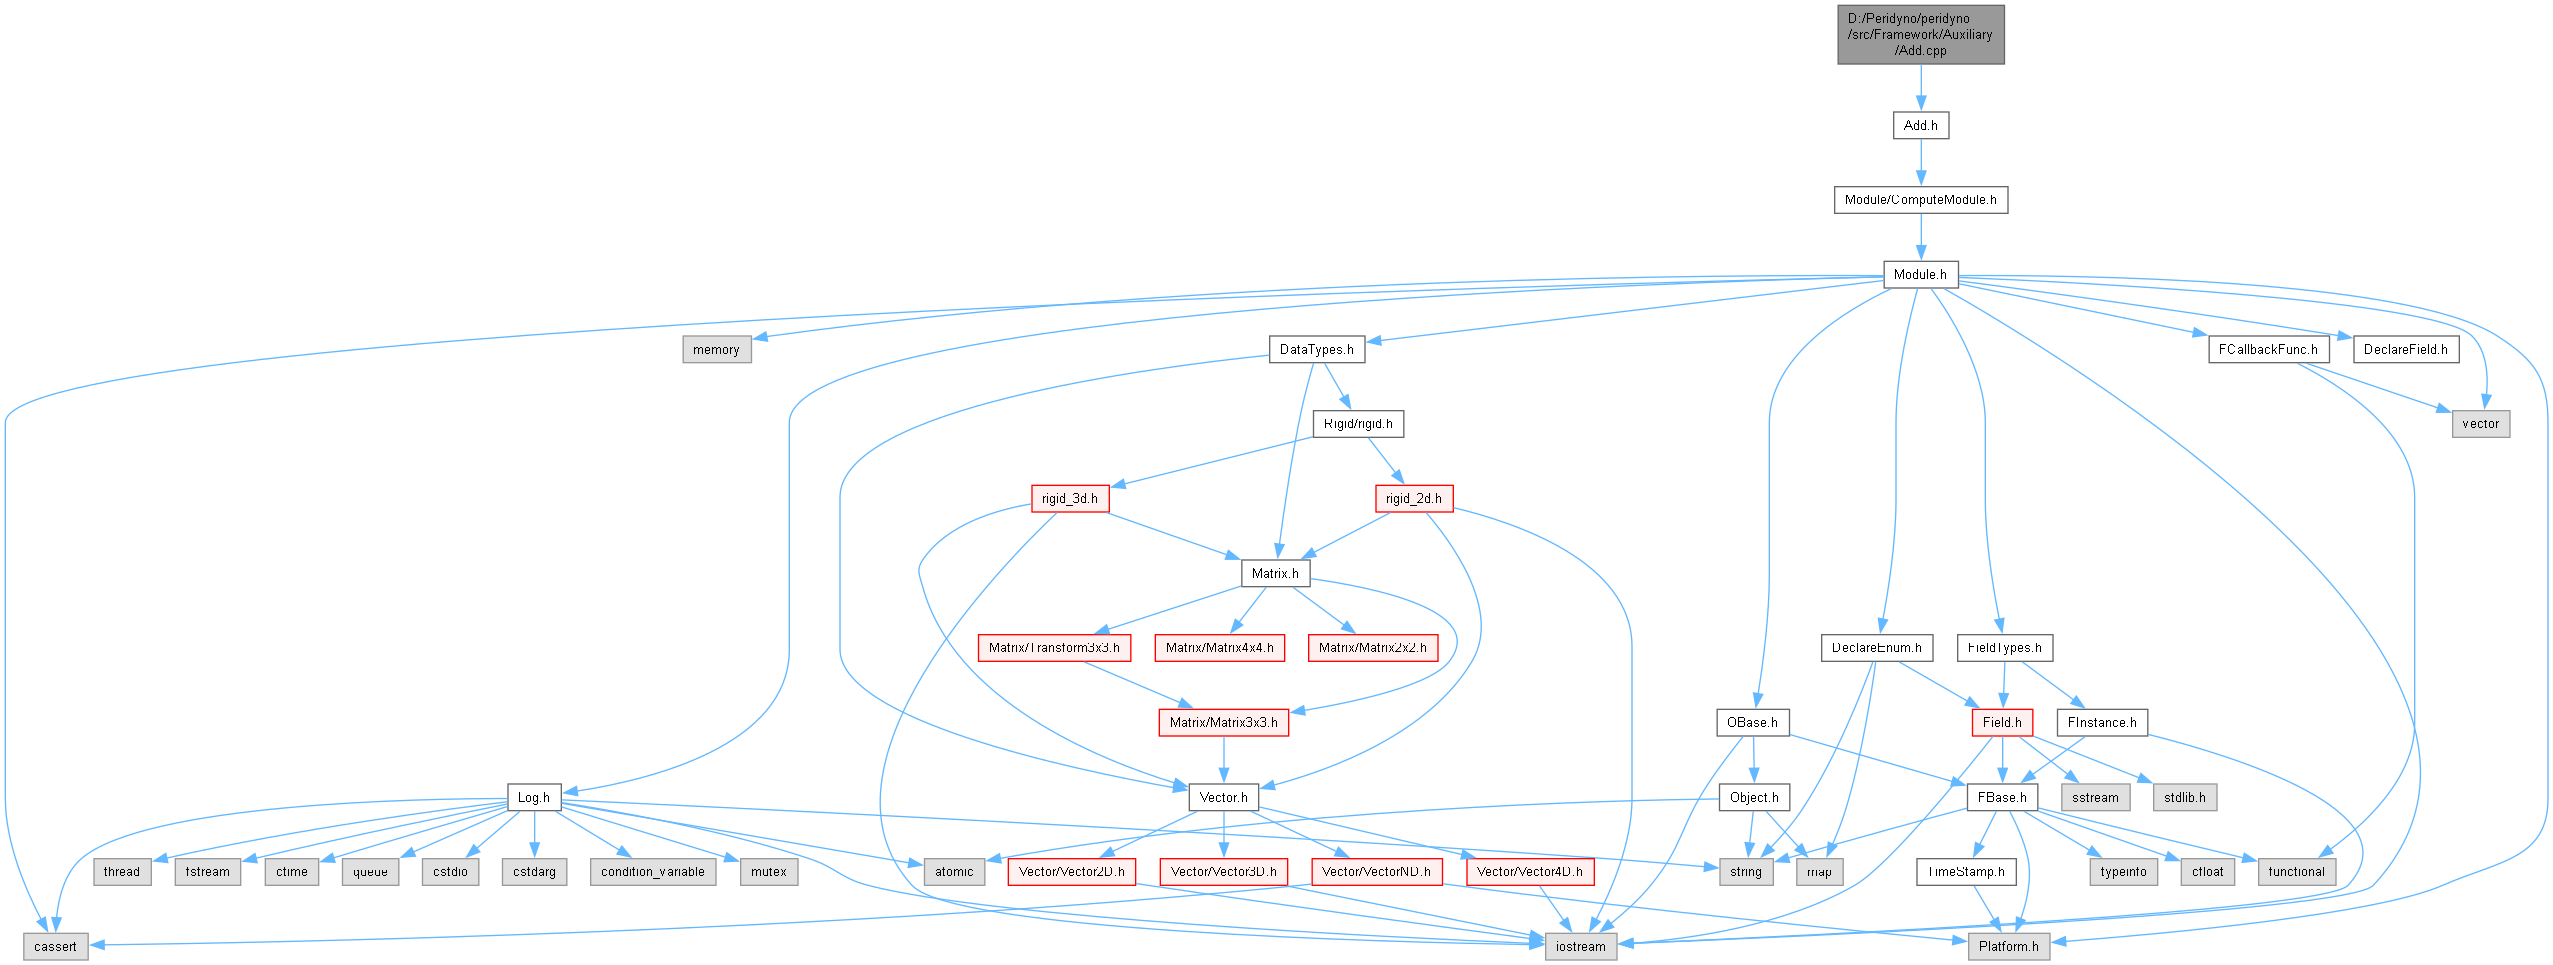 D:/Peridyno/peridyno
/src/Framework/Auxiliary
/Add.cpp
Add.h
Module/ComputeModule.h
Module.h
memory
DataTypes.h
FCallbackFunc.h
DeclareField.h
Rigid/rigid.h
vector
rigid_3d.h
rigid_2d.h
Matrix.h
Matrix/Transform3x3.h
Matrix/Matrix4x4.h
Matrix/Matrix2x2.h
DeclareEnum.h
FieldTypes.h
Matrix/Matrix3x3.h
OBase.h
Field.h
FInstance.h
Log.h
Vector.h
Object.h
FBase.h
sstream
stdlib.h
thread
fstream
ctime
queue
cstdio
cstdarg
condition_variable
mutex
atomic
Vector/Vector2D.h
Vector/Vector3D.h
Vector/VectorND.h
Vector/Vector4D.h
string
map
TimeStamp.h
typeinfo
cfloat
functional
cassert
iostream
Platform.h